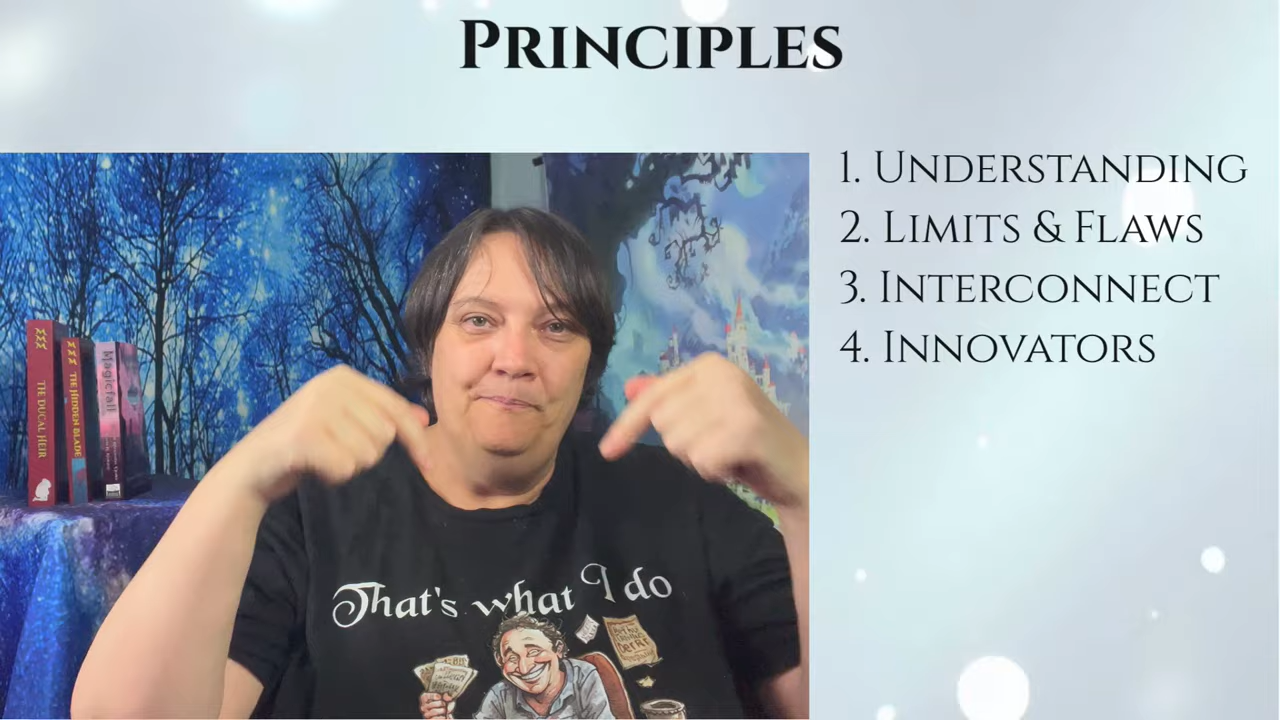 PRINCIPLES
1. UNDERSTANDING
2. LIMITS & FLAWS
3. INTERCONNECT
4. INNOVATORS
THE DUCAL HEIR
THE HIDDEN BLADE
Magicfall
That's what I do